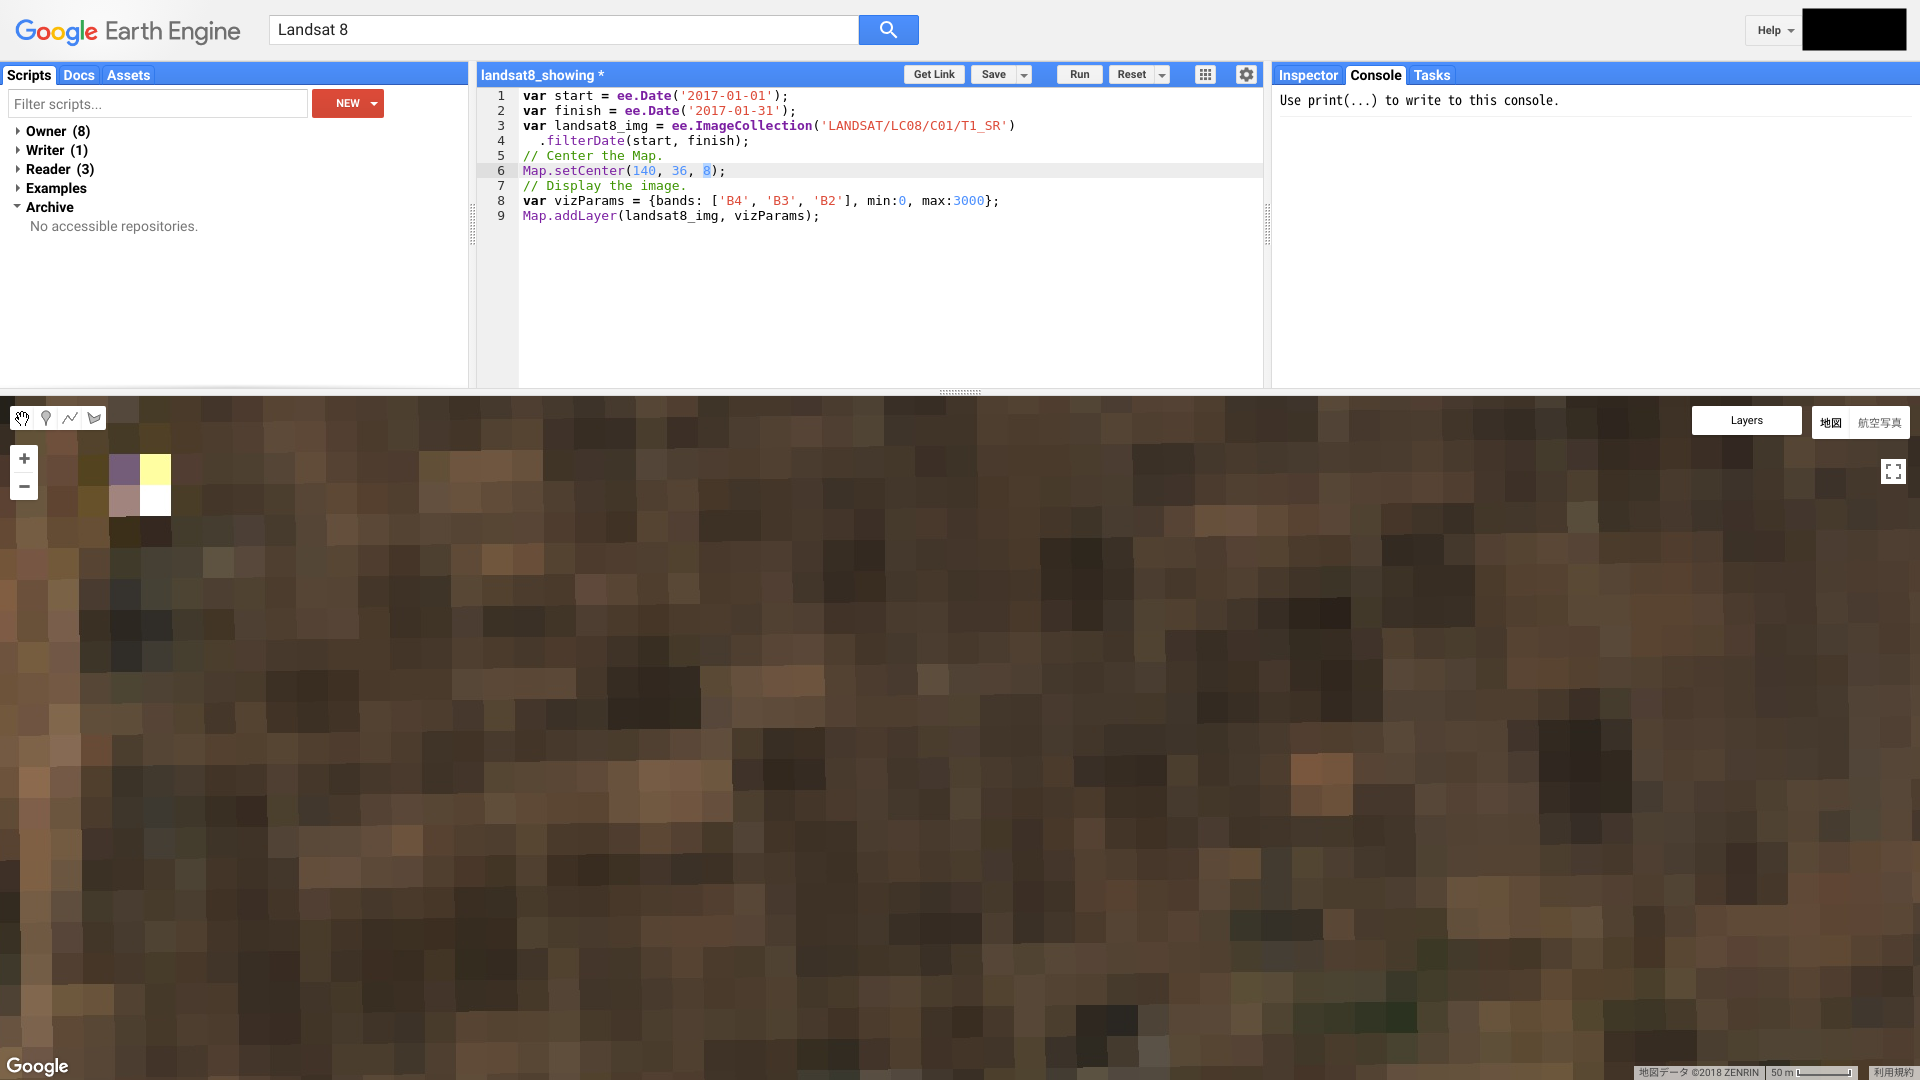 Google Earth Engine
Landsat 8
Help
Scripts Docs Assets
Filter scripts...
NEW
Owner (8)
Writer (1)
Reader (3)
Examples
Archive
No accessible repositories.
landsat8_showing *
Get Link Save Run Reset
1 var start = ee.Date('2017-01-01');
2 var finish = ee.Date('2017-01-31');
3 var landsat8_img = ee.ImageCollection('LANDSAT/LC08/C01/T1_SR')
4 .filterDate(start, finish);
5 // Center the Map.
6 Map.setCenter(140, 36, 8);
7 // Display the image.
8 var vizParams = {bands: ['B4', 'B3', 'B2'], min:0, max:3000};
9 Map.addLayer(landsat8_img, vizParams);
Inspector Console Tasks
Use print(...) to write to this console.
Layers
地図 航空写真
Google
地図データ ©2018 ZENRIN 50 m 利用規約